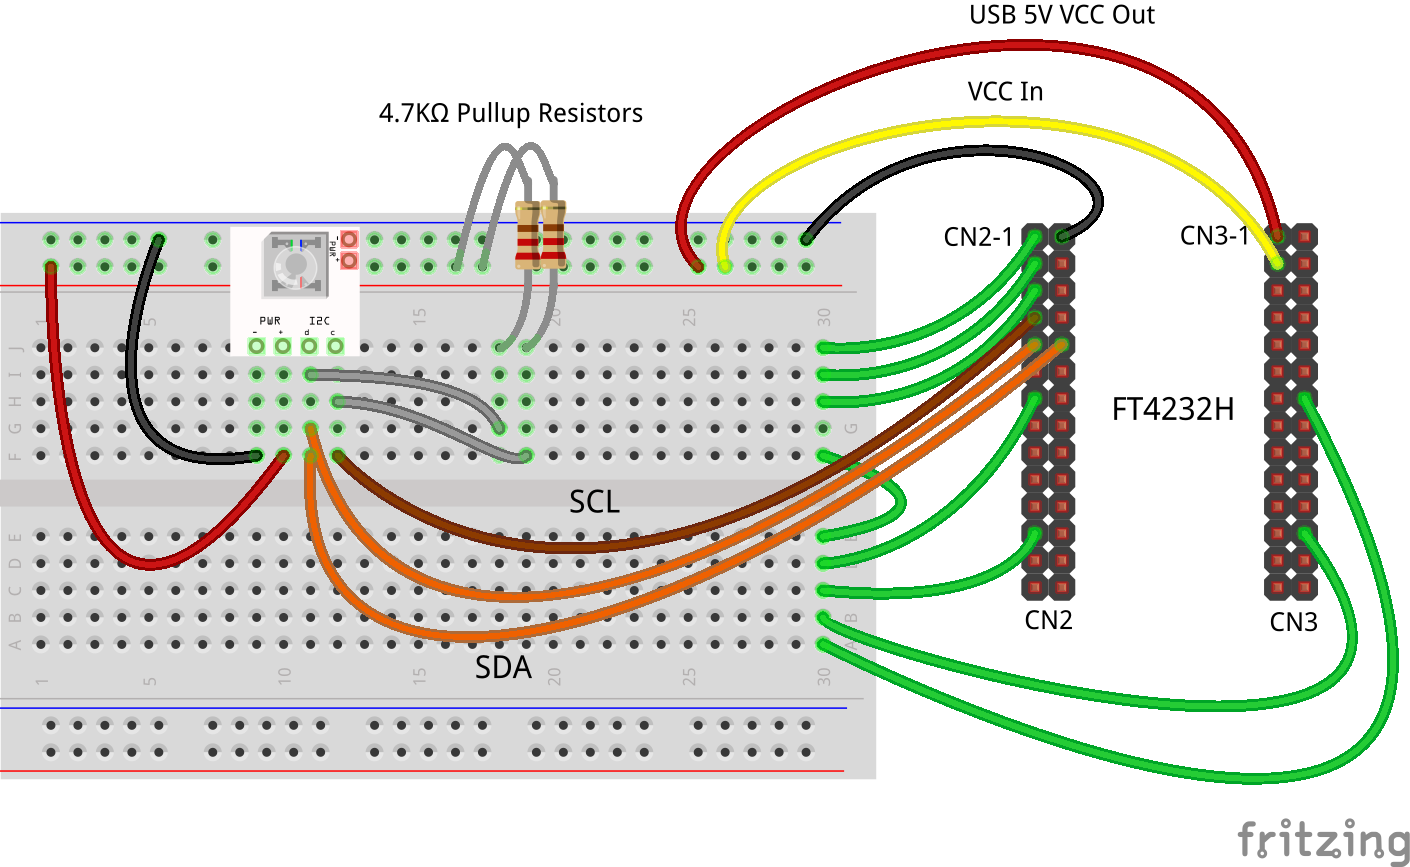 USB 5V VCC Out
VCC In
4.7KΩ Pullup Resistors
CN2-1
CN3-1
- PWR +
PWR I2C
- + d c
1 5 15 20 25 30
J
I
H
G G
F
FT4232H
SCL
E E
D D
C C
B B
A A
CN2
CN3
SDA
1 5 10 15 20 25 30
fritzing